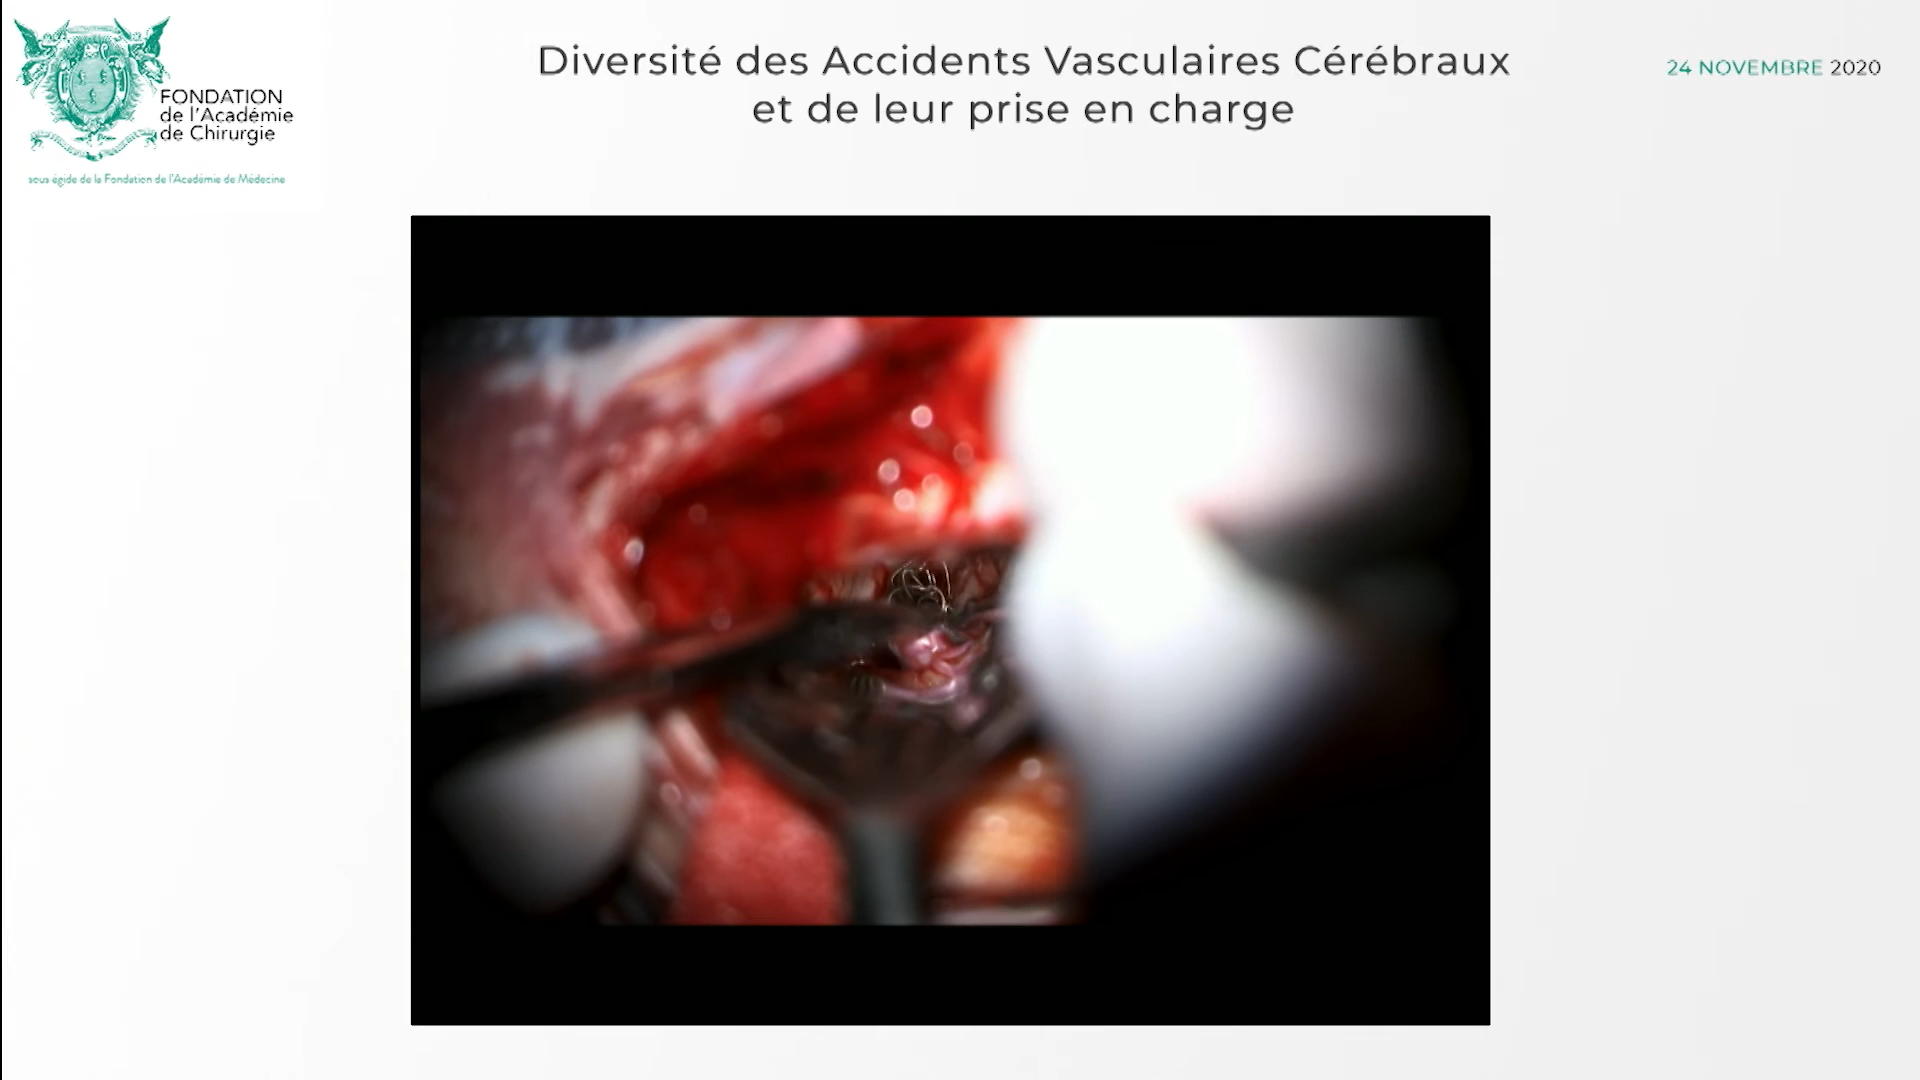 FONDATION
de l'Académie
de Chirurgie
sous égide de la Fondation de l'Académie de Médecine
Diversité des Accidents Vasculaires Cérébraux
et de leur prise en charge
24 NOVEMBRE 2020